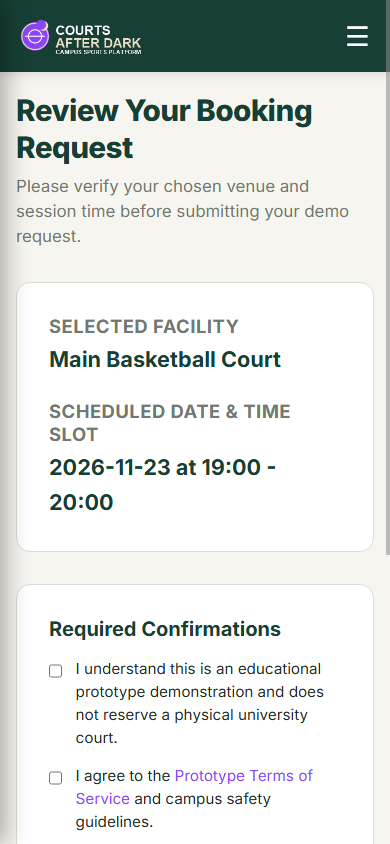 COURTS
AFTER DARK
CAMPUS SPORTS PLATFORM
Review Your Booking
Request
Please verify your chosen venue and
session time before submitting your demo
request.
SELECTED FACILITY
Main Basketball Court
SCHEDULED DATE & TIME
SLOT
2026-11-23 at 19:00 -
20:00
Required Confirmations
I understand this is an educational
prototype demonstration and does
not reserve a physical university
court.
I agree to the Prototype Terms of
Service and campus safety
guidelines.